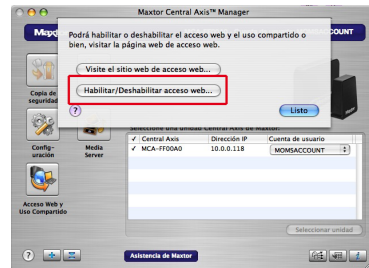 Maxtor Central Axis™ Manager
Podrá habilitar o deshabilitar el acceso web y el uso compartido o
bien, visitar la página web de acceso web.
Visite el sitio web de acceso web...
Habilitar/Deshabilitar acceso web...
?
Listo
COUNT
Copia de
seguridad
Config-
uración
Media
Server
Acceso Web y
Uso Compartido
Seleccione una unidad Central Axis de Maxtor:
✓ Central Axis Dirección IP Cuenta de usuario
✓ MCA-FF00A0 10.0.0.118 MOMSACCOUNT
Seleccionar unidad
? Asistencia de Maxtor i